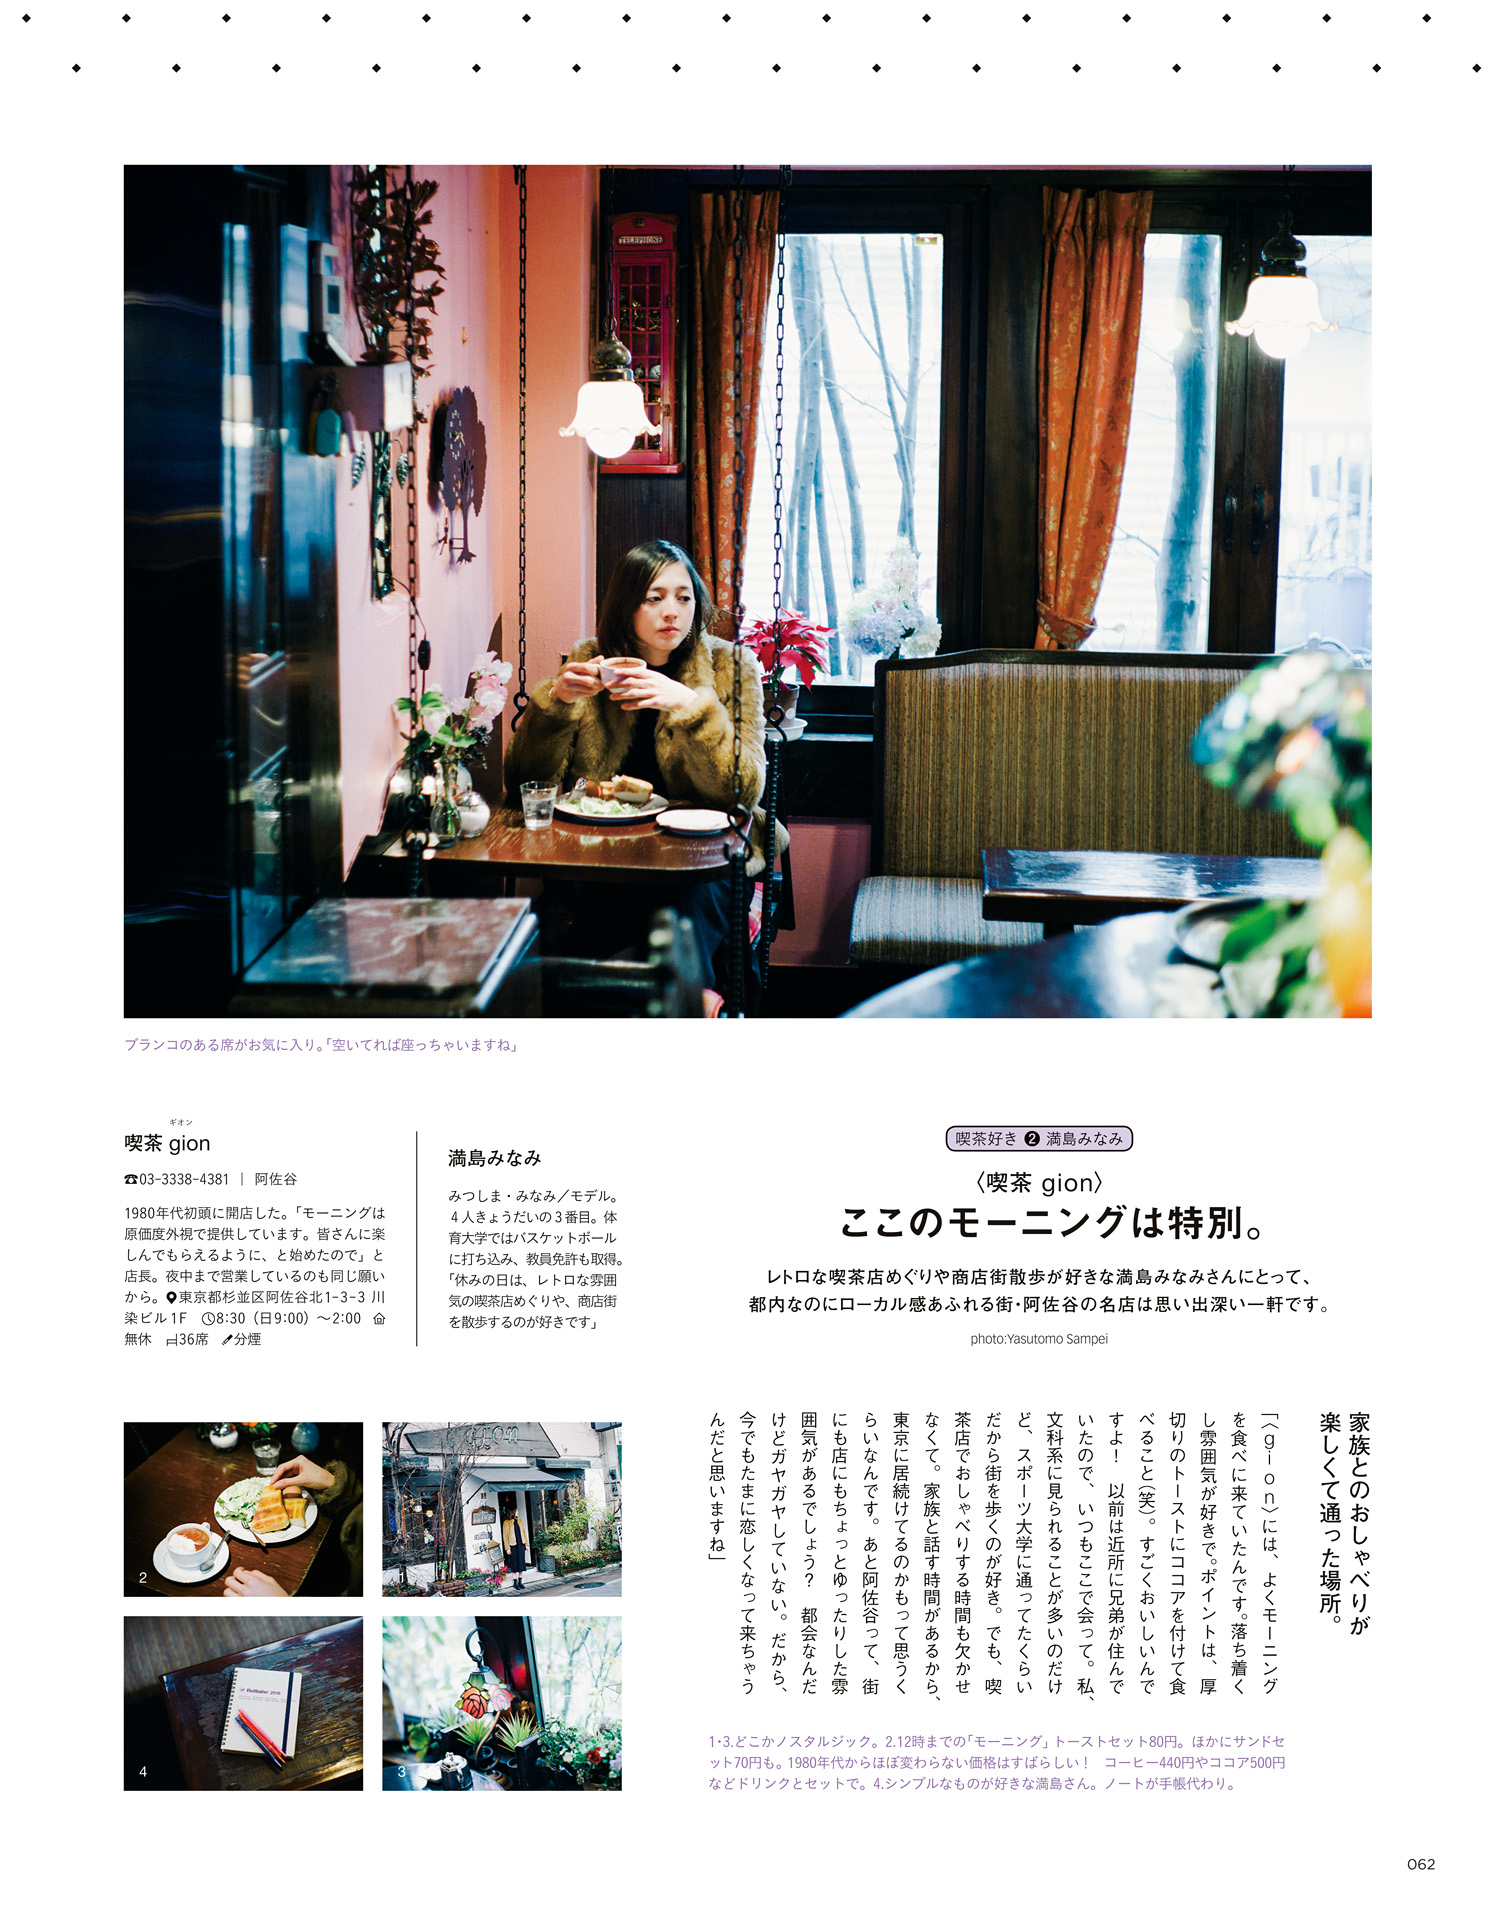 TELEPHONE
ブランコのある席がお気に入り。「空いてれば座っちゃいますね」
喫茶好き❷満島みなみ
〈喫茶 gion〉
ここのモーニングは特別。
レトロな喫茶店めぐりや商店街散歩が好きな満島みなみさんにとって、
都内なのにローカル感あふれる街・阿佐谷の名店は思い出深い一軒です。
photo:Yasutomo Sampei
ギオン
喫茶 gion
☎03-3338-4381 | 阿佐谷
1980年代初頭に開店した。「モーニングは
原価度外視で提供しています。皆さんに楽
しんでもらえるように、と始めたので」と
店長。夜中まで営業しているのも同じ願い
から。東京都杉並区阿佐谷北1-3-3 川
染ビル1F 8:30（日9:00）〜2:00
無休 36席 分煙
満島みなみ
みつしま・みなみ／モデル。
4人きょうだいの3番目。体
育大学ではバスケットボール
に打ち込み、教員免許も取得。
「休みの日は、レトロな雰囲
気の喫茶店めぐりや、商店街
を散歩するのが好きです」
家族とのおしゃべりが
楽しくて通った場所。
「〈gion〉には、よくモーニング
を食べに来ていたんです。落ち着く
し雰囲気が好きで。ポイントは、厚
切りのトーストにココアを付けて食
べること（笑）。すごくおいしいんで
すよ！ 以前は近所に兄弟が住んで
いたので、いつもここで会って。私、
文科系に見られることが多いのだけ
ど、スポーツ大学に通ってたくらい
だから街を歩くのが好き。でも、喫
茶店でおしゃべりする時間も欠かせ
なくて。家族と話す時間があるから、
東京に居続けてるのかもって思うく
らいなんです。あと阿佐谷って、街
にも店にもちょっとゆったりした雰
囲気があるでしょう？ 都会なんだ
けどガヤガヤしていない。だから、
今でもたまに恋しくなって来ちゃう
んだと思いますね」
gion
1
2
3
Rollbahn 2016
4
1・3.どこかノスタルジック。2.12時までの「モーニング」トーストセット80円。ほかにサンドセ
ット70円も。1980年代からほぼ変わらない価格はすばらしい！ コーヒー440円やココア500円
などドリンクとセットで。4.シンプルなものが好きな満島さん。ノートが手帳代わり。
062